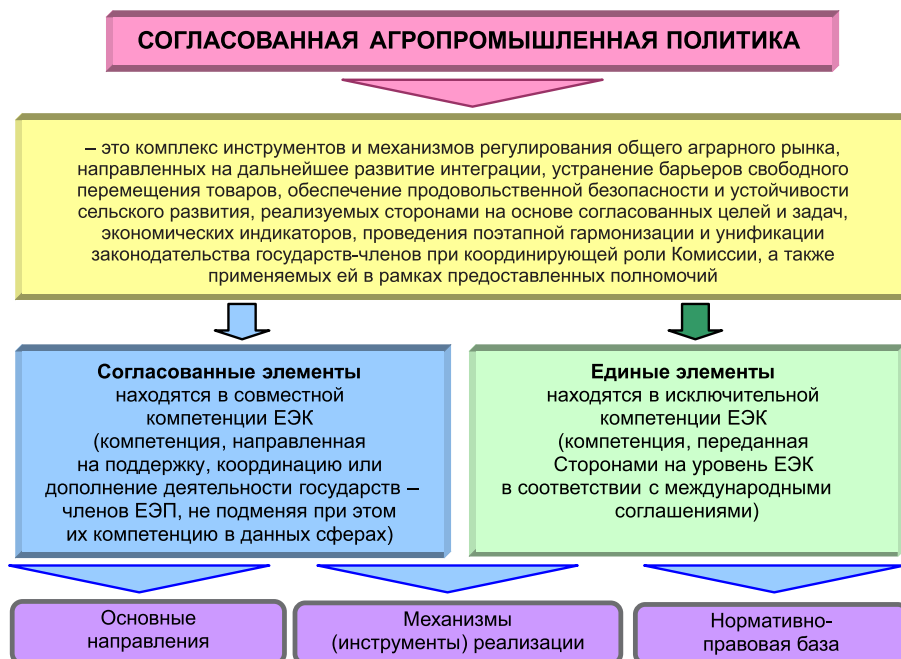 СОГЛАСОВАННАЯ АГРОПРОМЫШЛЕННАЯ ПОЛИТИКА
– это комплекс инструментов и механизмов регулирования общего аграрного рынка,
направленных на дальнейшее развитие интеграции, устранение барьеров свободного
перемещения товаров, обеспечение продовольственной безопасности и устойчивости
сельского развития, реализуемых сторонами на основе согласованных целей и задач,
экономических индикаторов, проведения поэтапной гармонизации и унификации
законодательства государств-членов при координирующей роли Комиссии, а также
применяемых ей в рамках предоставленных полномочий
Согласованные элементы
находятся в совместной
компетенции ЕЭК
(компетенция, направленная
на поддержку, координацию или
дополнение деятельности государств –
членов ЕЭП, не подменяя при этом
их компетенцию в данных сферах)
Единые элементы
находятся в исключительной
компетенции ЕЭК
(компетенция, переданная
Сторонами на уровень ЕЭК
в соответствии с международными
соглашениями)
Основные
направления
Механизмы
(инструменты) реализации
Нормативно-
правовая база